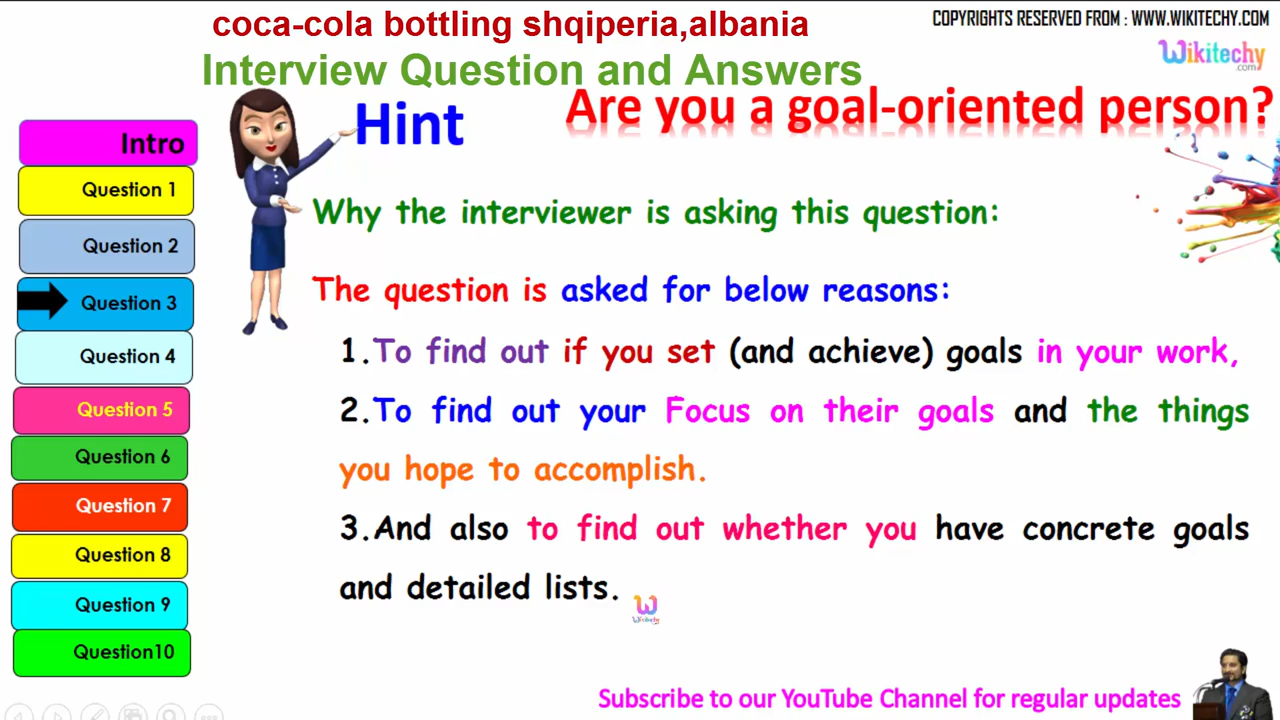 coca-cola bottling shqiperia,albania
COPYRIGHTS RESERVED FROM : WWW.WIKITECHY.COM
Interview Question and Answers
Wikitechy
.com
Hint
Are you a goal-oriented person?
Intro
Question 1
Question 2
Question 3
Question 4
Question 5
Question 6
Question 7
Question 8
Question 9
Question10
Why the interviewer is asking this question:
The question is asked for below reasons:
1.To find out if you set (and achieve) goals in your work,
2.To find out your Focus on their goals and the things
you hope to accomplish.
3.And also to find out whether you have concrete goals
and detailed lists.
W
Wikitechy
Subscribe to our YouTube Channel for regular updates